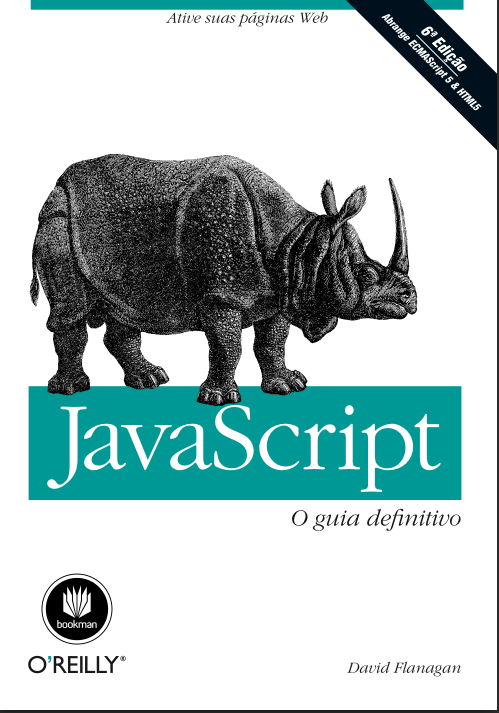 Ative suas páginas Web
6ª Edição
Abrange ECMAScript 5 & HTML5
JavaScript
O guia definitivo
bookman
O'REILLY®
David Flanagan